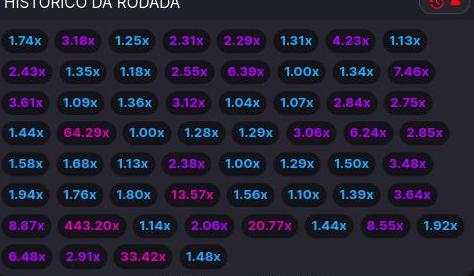 HISTÓRICO DA RODADA
1.74x 3.18x 1.25x 2.31x 2.29x 1.31x 4.23x 1.13x
2.43x 1.35x 1.18x 2.55x 6.39x 1.00x 1.34x 7.46x
3.61x 1.09x 1.36x 3.12x 1.04x 1.07x 2.84x 2.75x
1.44x 64.29x 1.00x 1.28x 1.29x 3.06x 6.24x 2.85x
1.58x 1.68x 1.13x 2.38x 1.00x 1.29x 1.50x 3.48x
1.94x 1.76x 1.80x 13.57x 1.56x 1.10x 1.39x 3.64x
8.87x 443.20x 1.14x 2.06x 20.77x 1.44x 8.55x 1.92x
6.48x 2.91x 33.42x 1.48x